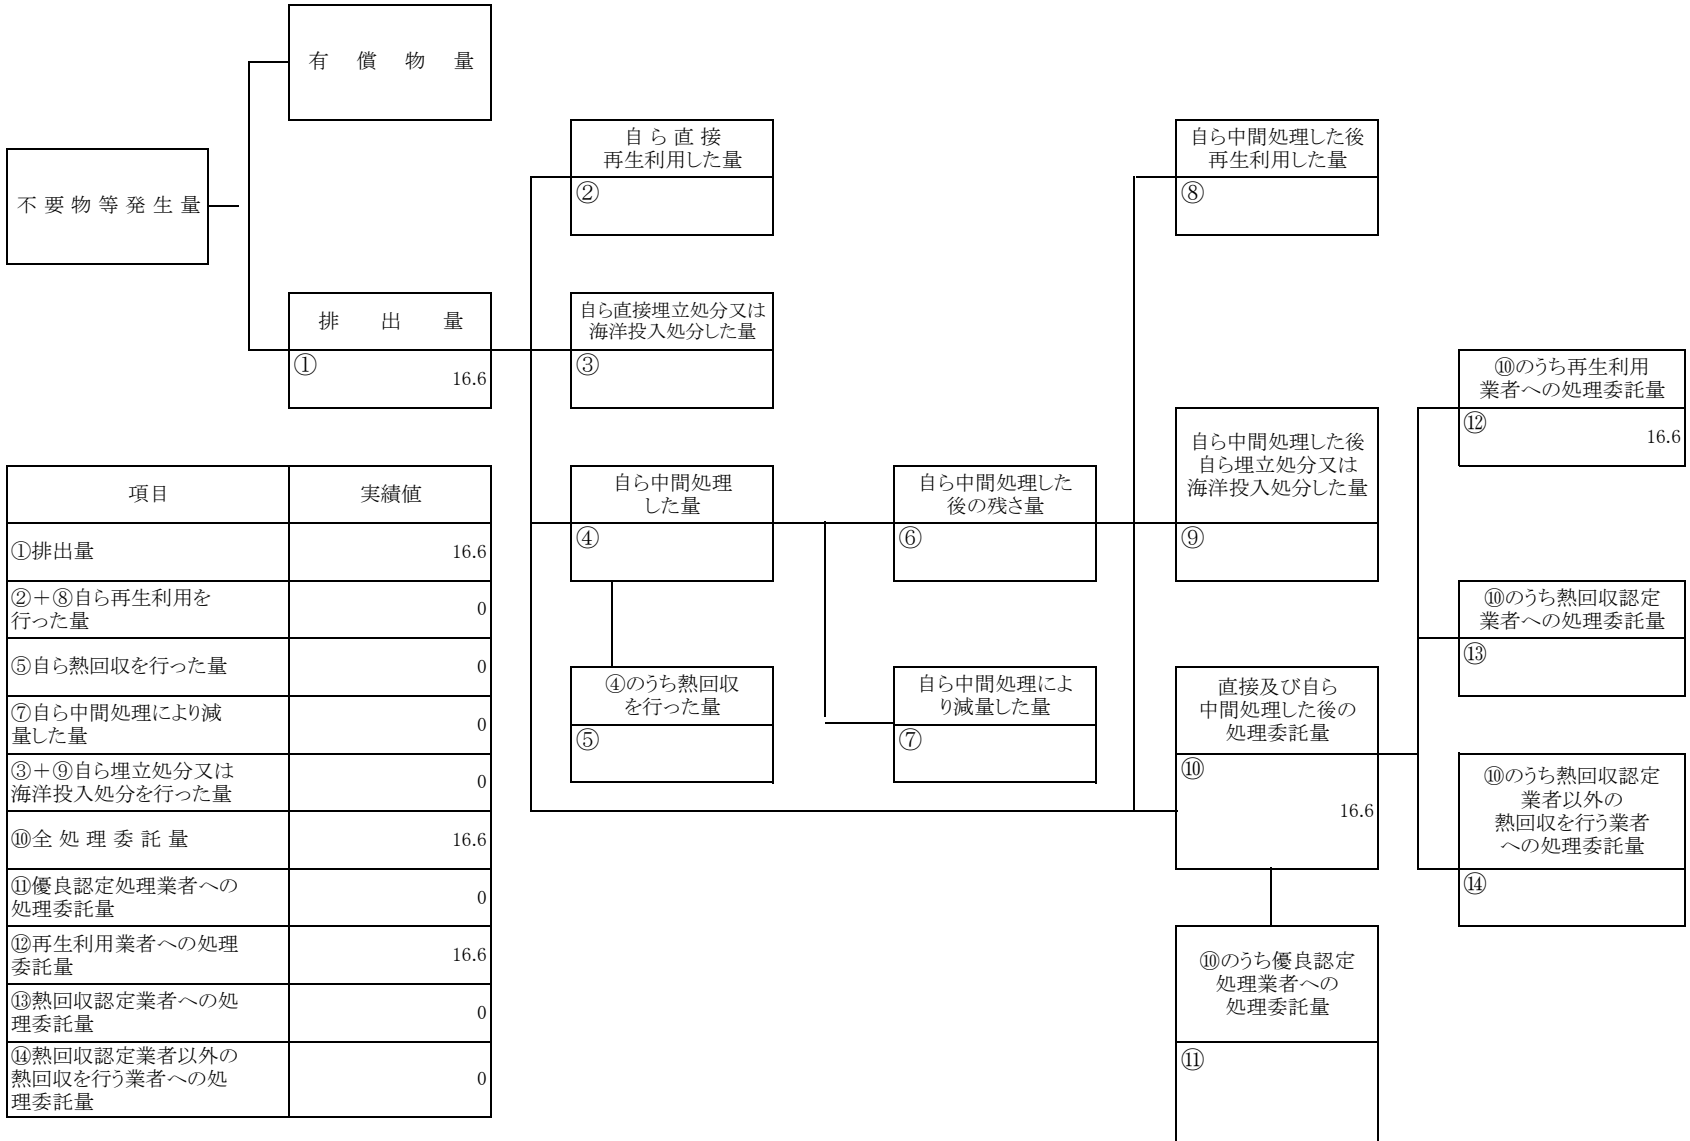 有償物量
自ら直接
再生利用した量
②
自ら中間処理した後
再生利用した量
⑧
不要物等発生量
排出量
①
16.6
自ら直接埋立処分又は
海洋投入処分した量
③
⑩のうち再生利用
業者への処理委託量
⑫
16.6
自ら中間処理した後
自ら埋立処分又は
海洋投入処分した量
⑨
自ら中間処理
した量
④
自ら中間処理した
後の残さ量
⑥
⑩のうち熱回収認定
業者への処理委託量
⑬
④のうち熱回収
を行った量
⑤
自ら中間処理によ
り減量した量
⑦
直接及び自ら
中間処理した後の
処理委託量
⑩
16.6
⑩のうち熱回収認定
業者以外の
熱回収を行う業者
への処理委託量
⑭
⑩のうち優良認定
処理業者への
処理委託量
⑪
項目 実績値
①排出量 16.6
②＋⑧自ら再生利用を
行った量 0
⑤自ら熱回収を行った量 0
⑦自ら中間処理により減
量した量 0
③＋⑨自ら埋立処分又は
海洋投入処分を行った量 0
⑩全処理委託量 16.6
⑪優良認定処理業者への
処理委託量 0
⑫再生利用業者への処理
委託量 16.6
⑬熱回収認定業者への処
理委託量 0
⑭熱回収認定業者以外の
熱回収を行う業者への処
理委託量 0